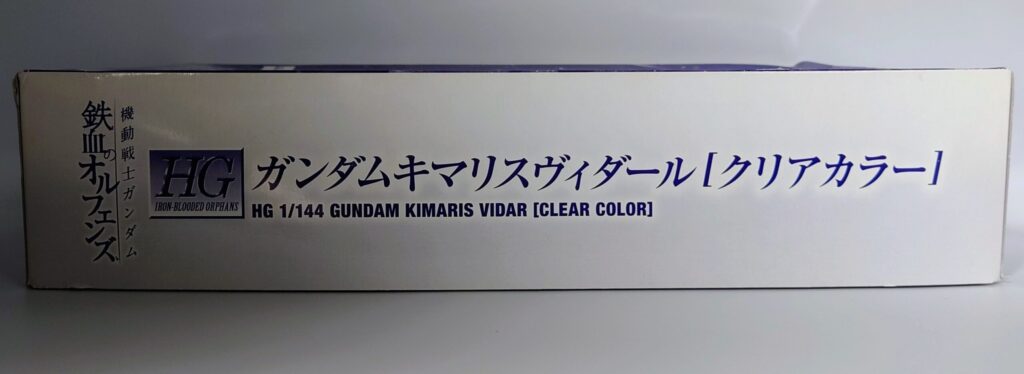 機動戦士ガンダム
鉄血のオルフェンズ
HG
IRON-BLOODED ORPHANS
ガンダムキマリスヴィダール［クリアカラー］
HG 1/144 GUNDAM KIMARIS VIDAR [CLEAR COLOR]